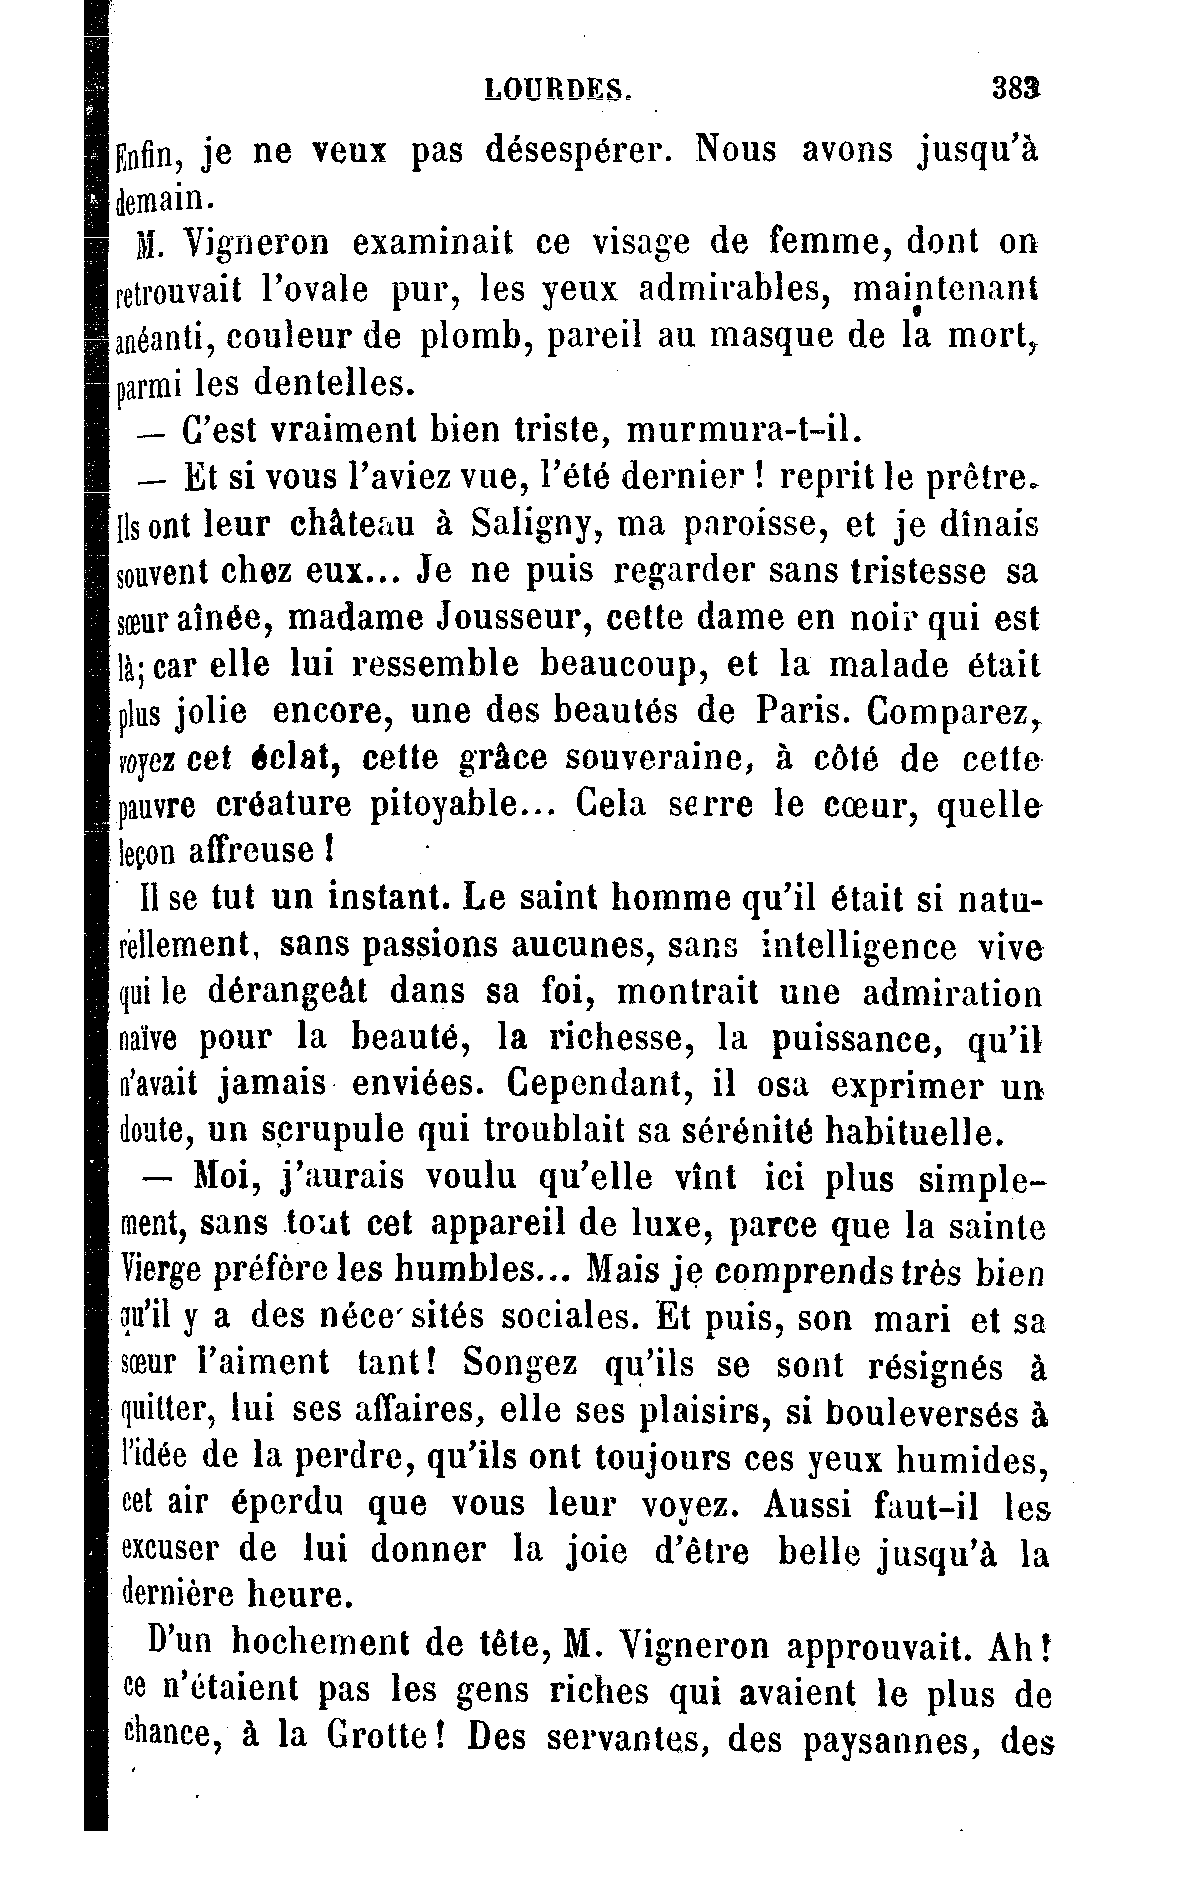 LOURDES. 383
Enfin, je ne veux pas désespérer. Nous avons jusqu'à
demain.
M. Vigneron examinait ce visage de femme, dont on
retrouvait l'ovale pur, les yeux admirables, maintenant
anéanti, couleur de plomb, pareil au masque de la mort,
parmi les dentelles.
— C'est vraiment bien triste, murmura-t-il.
— Et si vous l'aviez vue, l'été dernier ! reprit le prêtre.
Ils ont leur château à Saligny, ma paroisse, et je dînais
souvent chez eux... Je ne puis regarder sans tristesse sa
sœur aînée, madame Jousseur, cette dame en noir qui est
là; car elle lui ressemble beaucoup, et la malade était
plus jolie encore, une des beautés de Paris. Comparez,
voyez cet éclat, cette grâce souveraine, à côté de cette
pauvre créature pitoyable... Cela serre le cœur, quelle
leçon affreuse !
Il se tut un instant. Le saint homme qu'il était si natu-
rellement, sans passions aucunes, sans intelligence vive
qui le dérangeât dans sa foi, montrait une admiration
naïve pour la beauté, la richesse, la puissance, qu'il
n'avait jamais enviées. Cependant, il osa exprimer un
doute, un scrupule qui troublait sa sérénité habituelle.
— Moi, j'aurais voulu qu'elle vînt ici plus simple-
ment, sans tout cet appareil de luxe, parce que la sainte
Vierge préfère les humbles... Mais je comprends très bien
qu'il y a des nécessités sociales. Et puis, son mari et sa
sœur l'aiment tant! Songez qu'ils se sont résignés à
quitter, lui ses affaires, elle ses plaisirs, si bouleversés à
l'idée de la perdre, qu'ils ont toujours ces yeux humides,
cet air éperdu que vous leur voyez. Aussi faut-il les
excuser de lui donner la joie d'être belle jusqu'à la
dernière heure.
D'un hochement de tête, M. Vigneron approuvait. Ah!
ce n'étaient pas les gens riches qui avaient le plus de
chance, à la Grotte! Des servantes, des paysannes, des